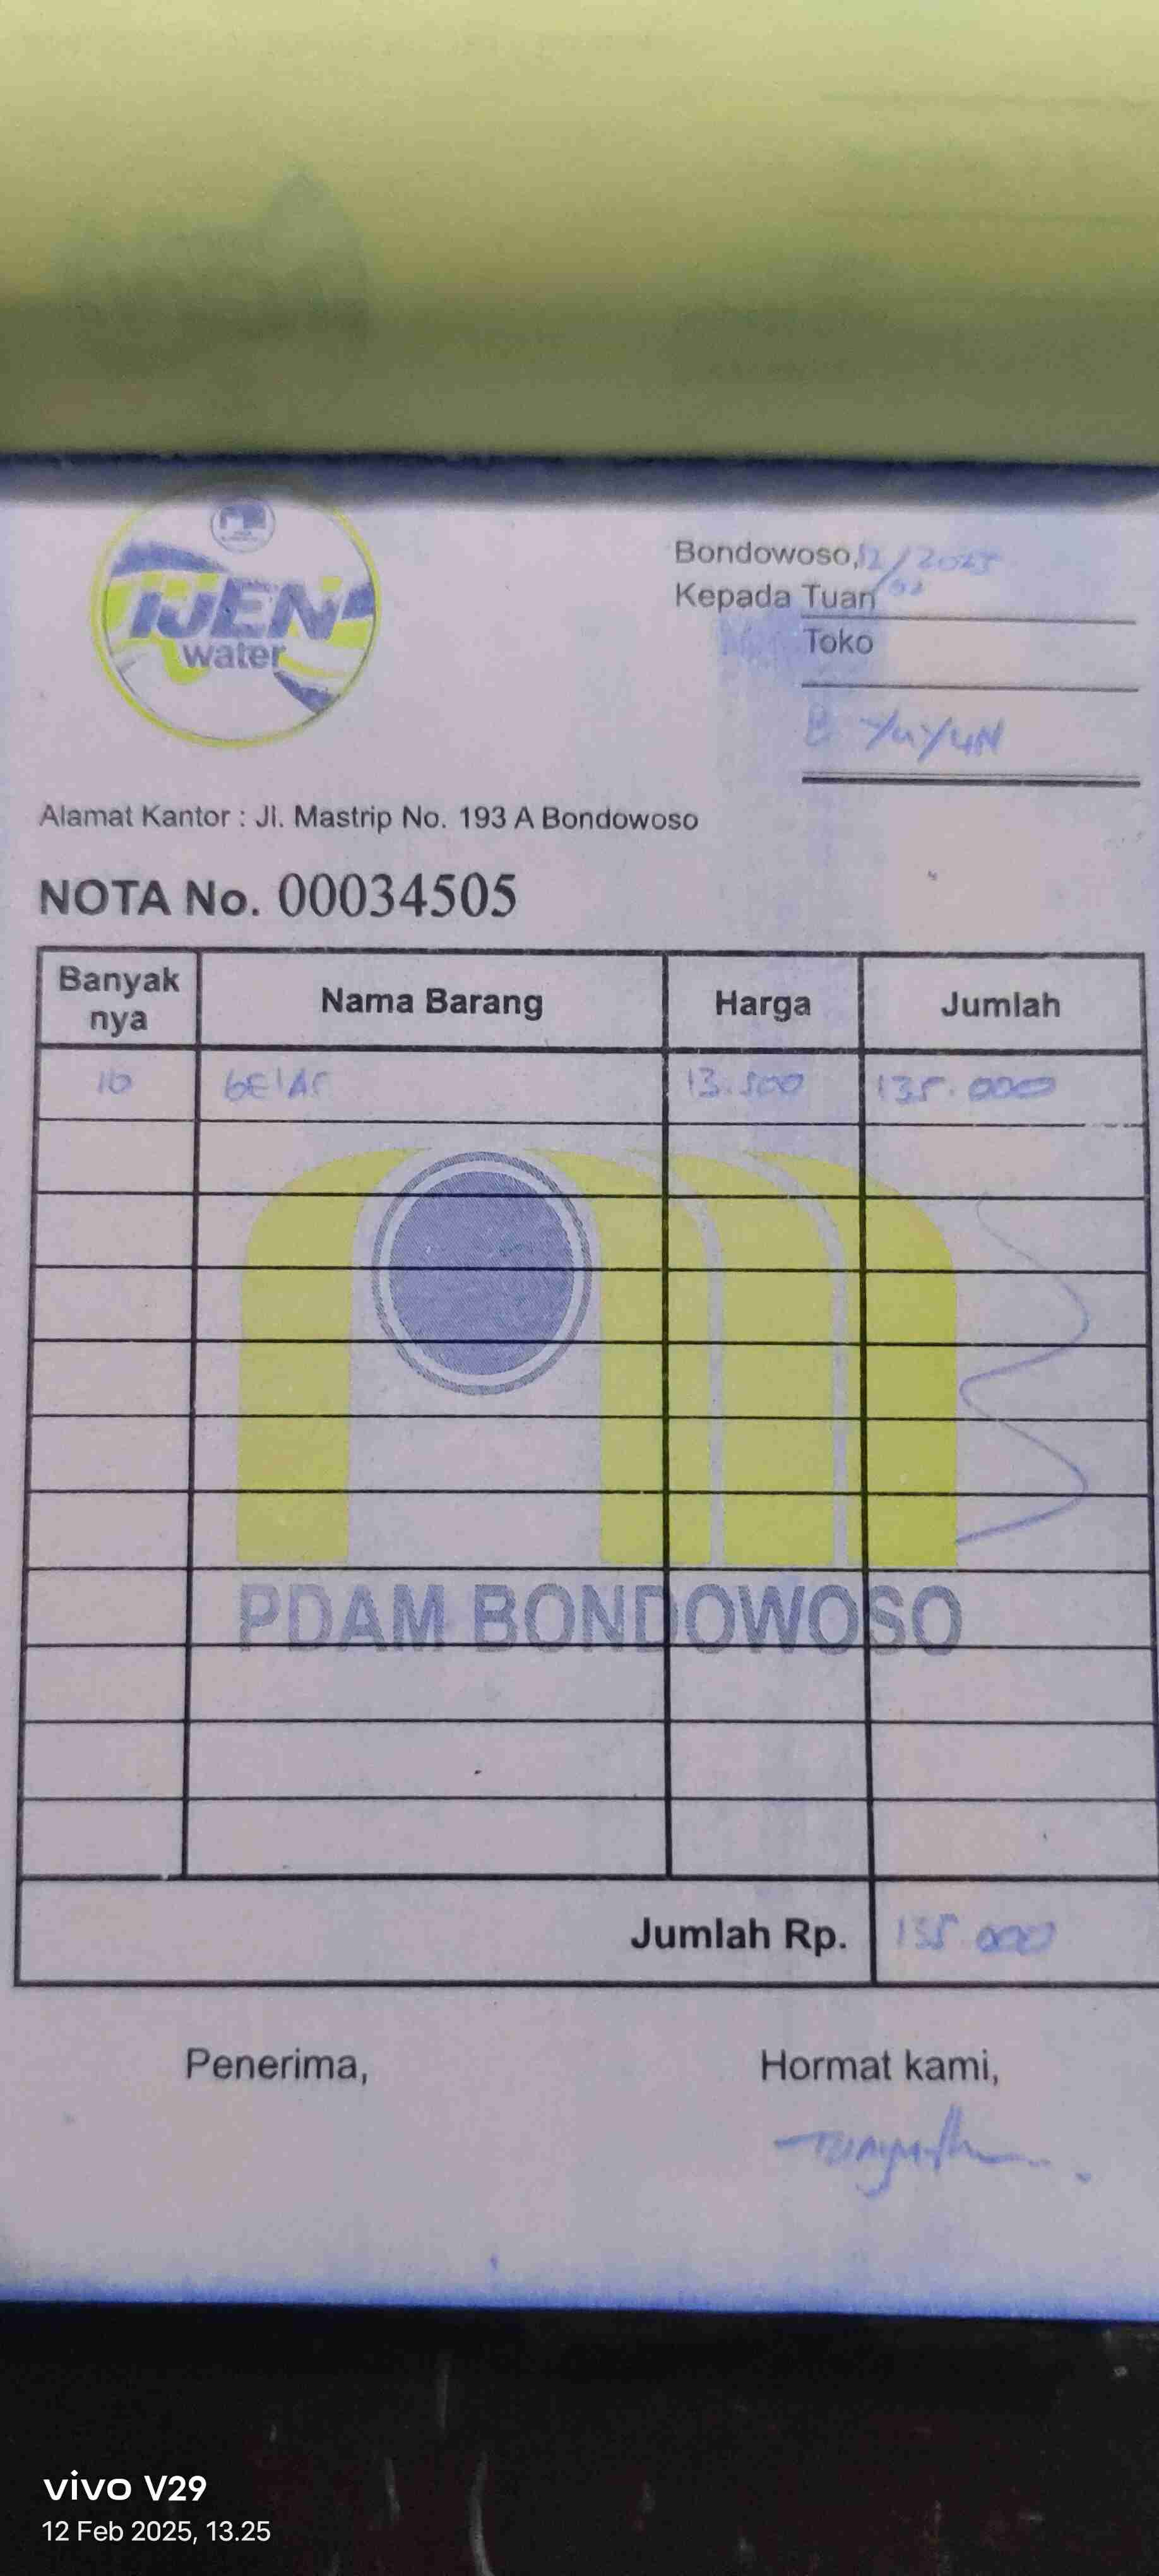 IJEN
water
Bondowoso, 12/02 2025
Kepada Tuan
Toko
B YUYUN
Alamat Kantor : Jl. Mastrip No. 193 A Bondowoso
NOTA No. 00034505
Banyak nya Nama Barang Harga Jumlah
10 GElAS 13.500 135.000
PDAM BONDOWOSO
Jumlah Rp. 135.000
Penerima, Hormat kami,
vivo V29
12 Feb 2025, 13.25